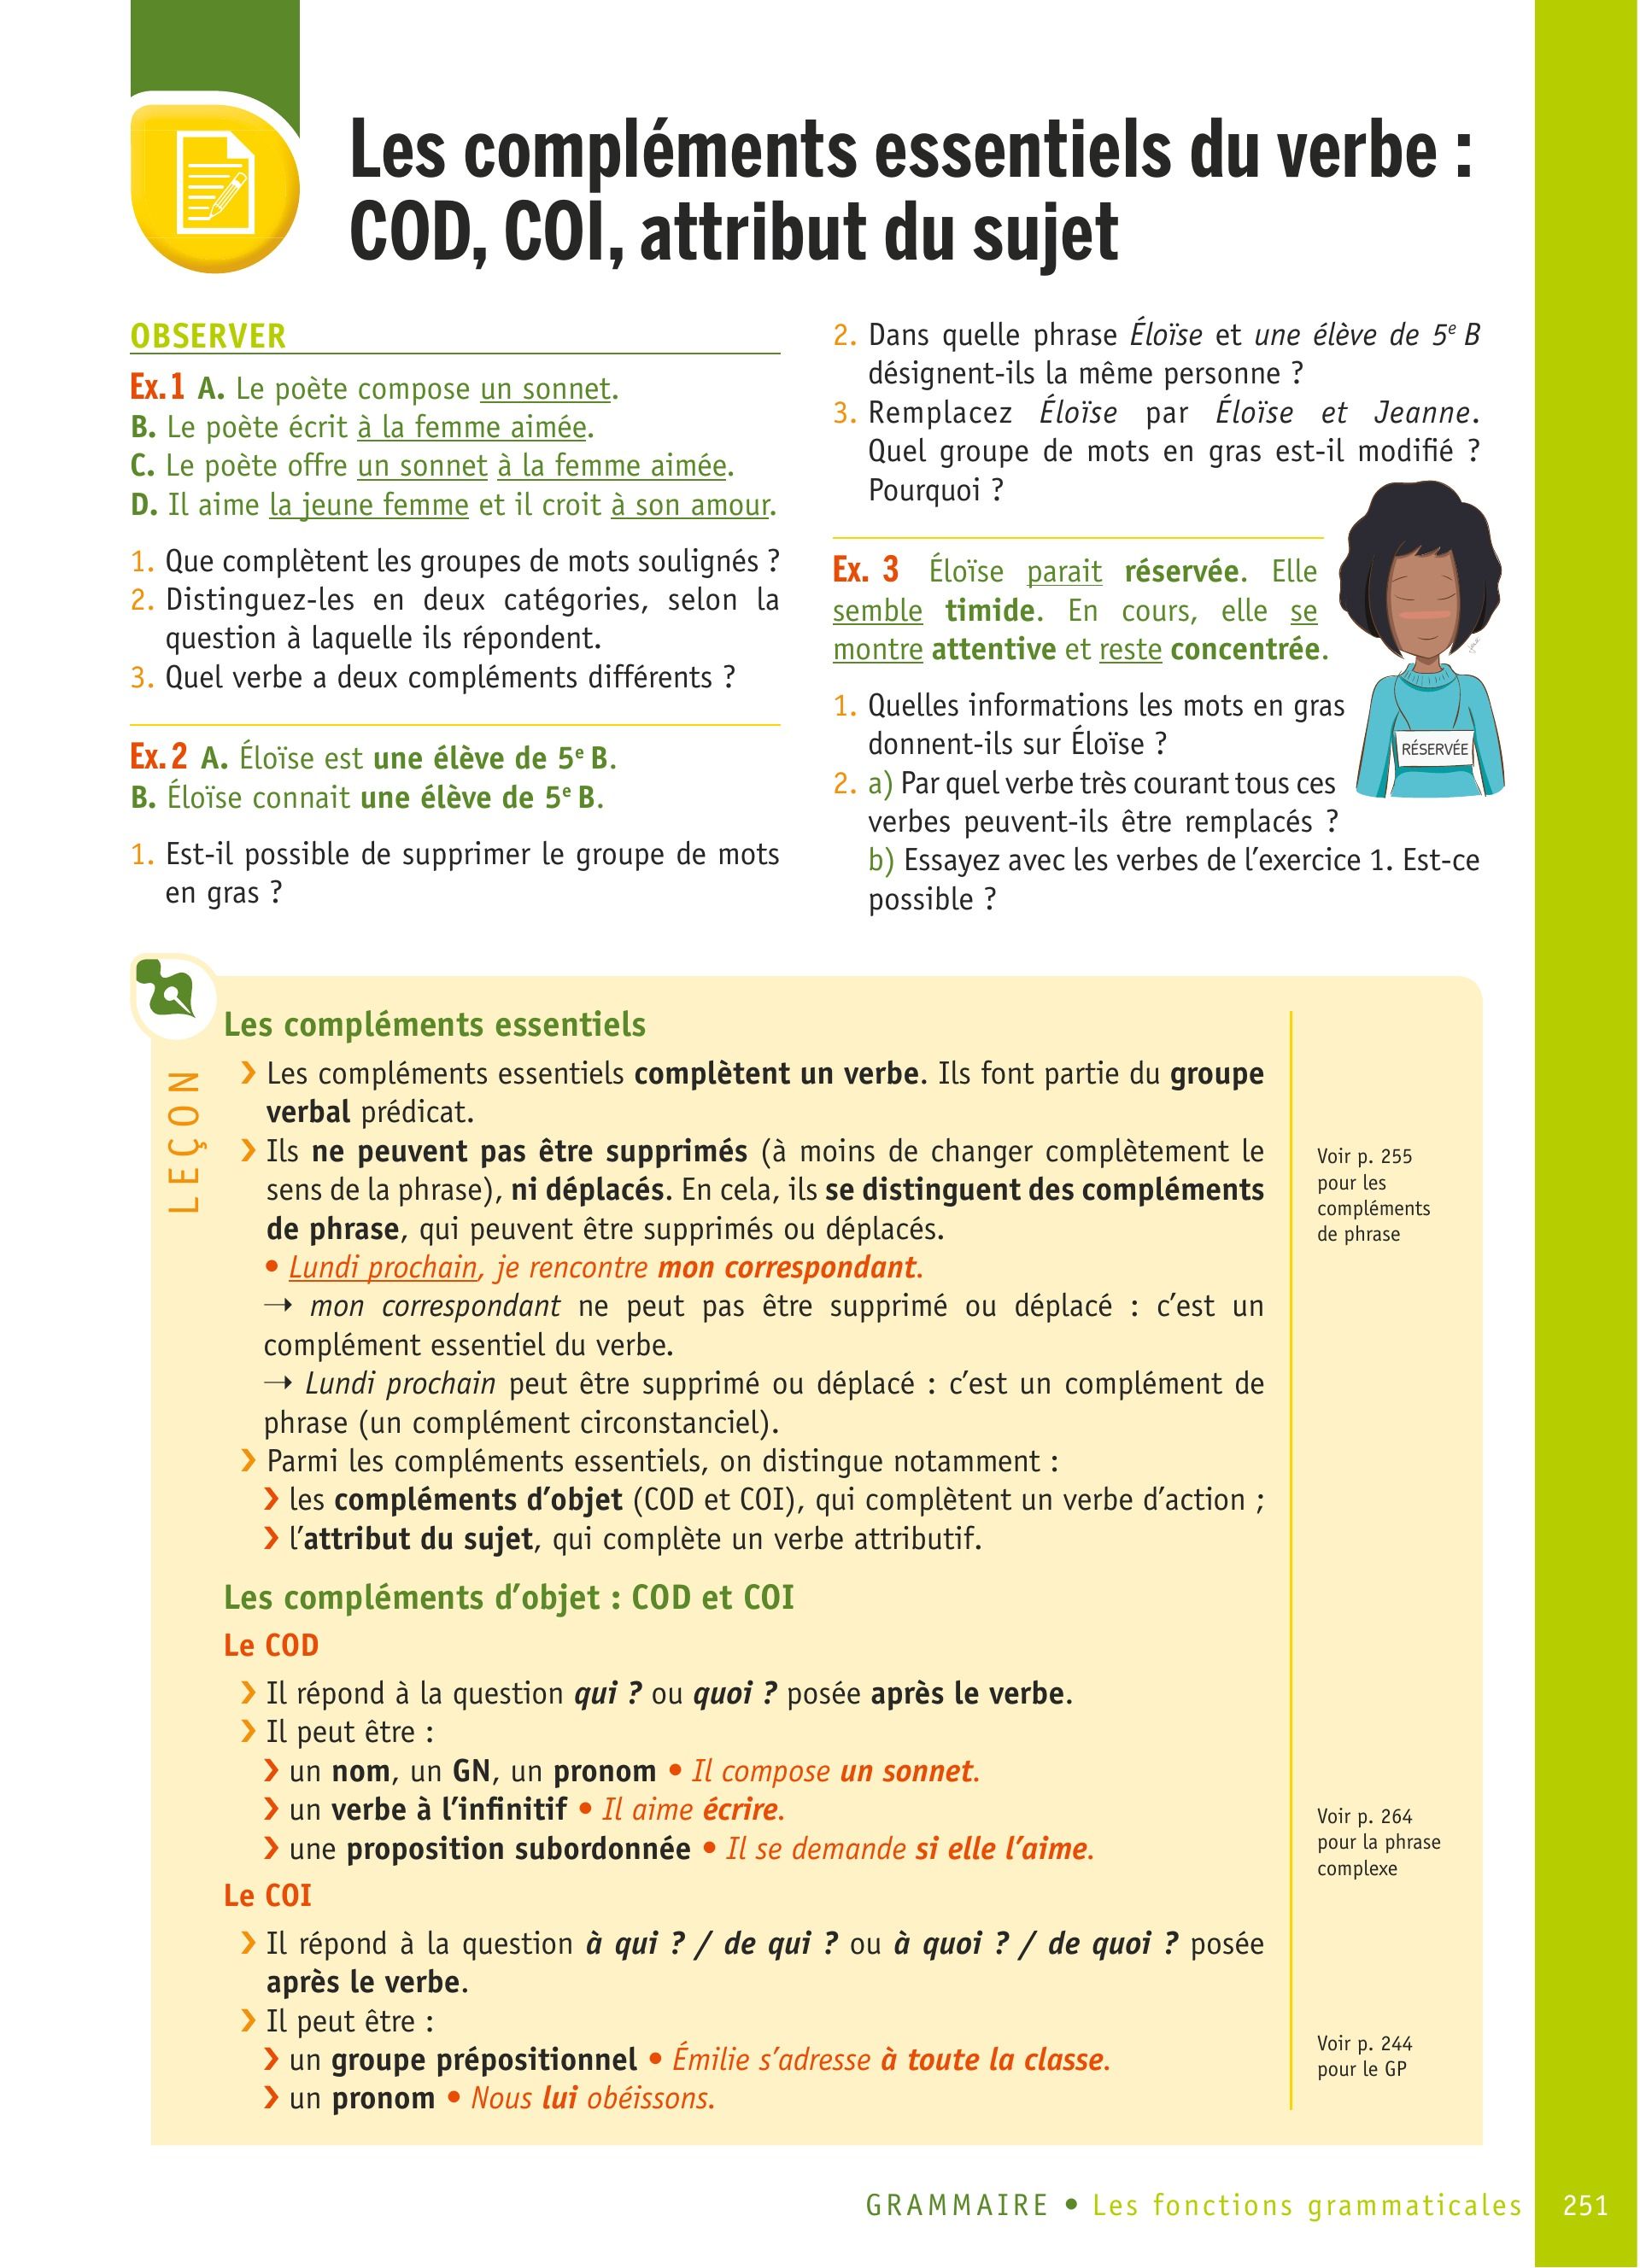 Les compléments essentiels du verbe :
COD, COI, attribut du sujet
OBSERVER
Ex.1 A. Le poète compose un sonnet.
B. Le poète écrit à la femme aimée.
C. Le poète offre un sonnet à la femme aimée.
D. Il aime la jeune femme et il croit à son amour.
1. Que complètent les groupes de mots soulignés ?
2. Distinguez-les en deux catégories, selon la
question à laquelle ils répondent.
3. Quel verbe a deux compléments différents ?
Ex.2 A. Éloïse est une élève de 5e B.
B. Éloïse connait une élève de 5e B.
1. Est-il possible de supprimer le groupe de mots
en gras ?
2. Dans quelle phrase Éloïse et une élève de 5e B
désignent-ils la même personne ?
3. Remplacez Éloïse par Éloïse et Jeanne.
Quel groupe de mots en gras est-il modifié ?
Pourquoi ?
Ex. 3 Éloïse parait réservée. Elle
semble timide. En cours, elle se
montre attentive et reste concentrée.
1. Quelles informations les mots en gras
donnent-ils sur Éloïse ?
2. a) Par quel verbe très courant tous ces
verbes peuvent-ils être remplacés ?
b) Essayez avec les verbes de l'exercice 1. Est-ce
possible ?
RÉSERVÉE
LEÇON
Les compléments essentiels
› Les compléments essentiels complètent un verbe. Ils font partie du groupe
verbal prédicat.
› Ils ne peuvent pas être supprimés (à moins de changer complètement le
sens de la phrase), ni déplacés. En cela, ils se distinguent des compléments
de phrase, qui peuvent être supprimés ou déplacés.
• Lundi prochain, je rencontre mon correspondant.
→ mon correspondant ne peut pas être supprimé ou déplacé : c'est un
complément essentiel du verbe.
→ Lundi prochain peut être supprimé ou déplacé : c'est un complément de
phrase (un complément circonstanciel).
› Parmi les compléments essentiels, on distingue notamment :
› les compléments d'objet (COD et COI), qui complètent un verbe d'action ;
› l'attribut du sujet, qui complète un verbe attributif.
Voir p. 255
pour les
compléments
de phrase
Les compléments d'objet : COD et COI
Le COD
› Il répond à la question qui ? ou quoi ? posée après le verbe.
› Il peut être :
› un nom, un GN, un pronom • Il compose un sonnet.
› un verbe à l'infinitif • Il aime écrire.
› une proposition subordonnée • Il se demande si elle l'aime.
Voir p. 264
pour la phrase
complexe
Le COI
› Il répond à la question à qui ? / de qui ? ou à quoi ? / de quoi ? posée
après le verbe.
› Il peut être :
› un groupe prépositionnel • Émilie s'adresse à toute la classe.
› un pronom • Nous lui obéissons.
Voir p. 244
pour le GP
GRAMMAIRE • Les fonctions grammaticales 251